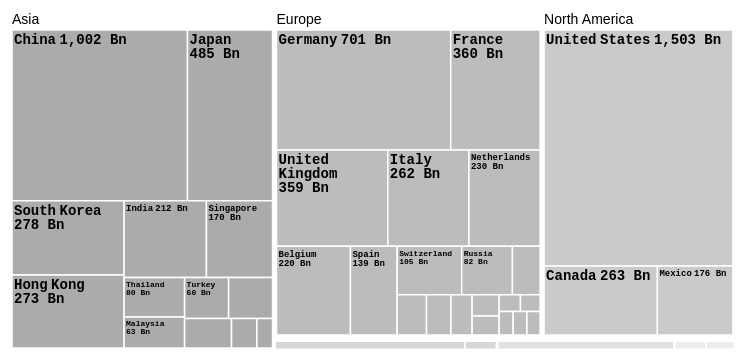 Asia
China 1,002 Bn
Japan
485 Bn
South Korea
278 Bn
India 212 Bn
Singapore
170 Bn
Hong Kong
273 Bn
Thailand
80 Bn
Turkey
60 Bn
Malaysia
63 Bn
Europe
Germany 701 Bn
France
360 Bn
United
Kingdom
359 Bn
Italy
262 Bn
Netherlands
230 Bn
Belgium
220 Bn
Spain
139 Bn
Switzerland
105 Bn
Russia
82 Bn
North America
United States 1,503 Bn
Canada 263 Bn
Mexico 176 Bn